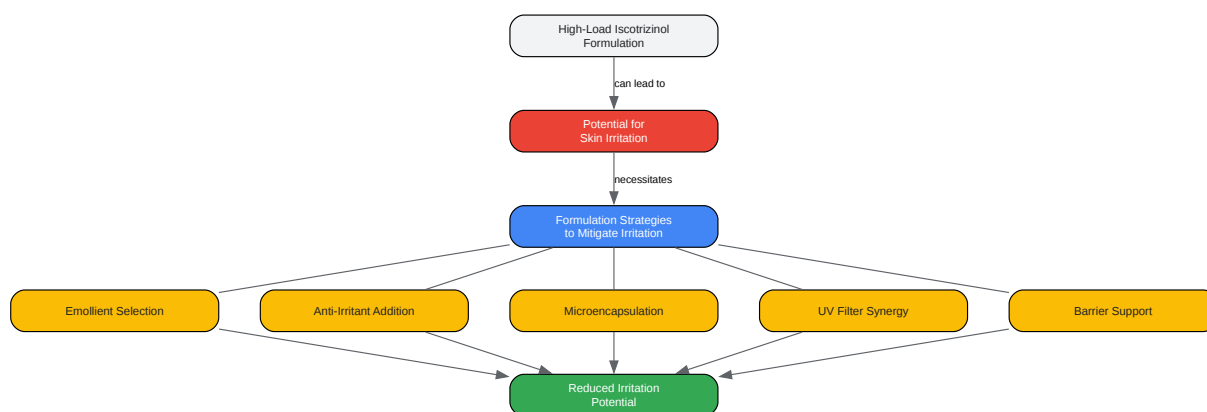 High-Load Iscotrizinol
Formulation
can lead to
Potential for
Skin Irritation
necessitates
Formulation Strategies
to Mitigate Irritation
Emollient Selection
Anti-Irritant Addition
Microencapsulation
UV Filter Synergy
Barrier Support
Reduced Irritation
Potential